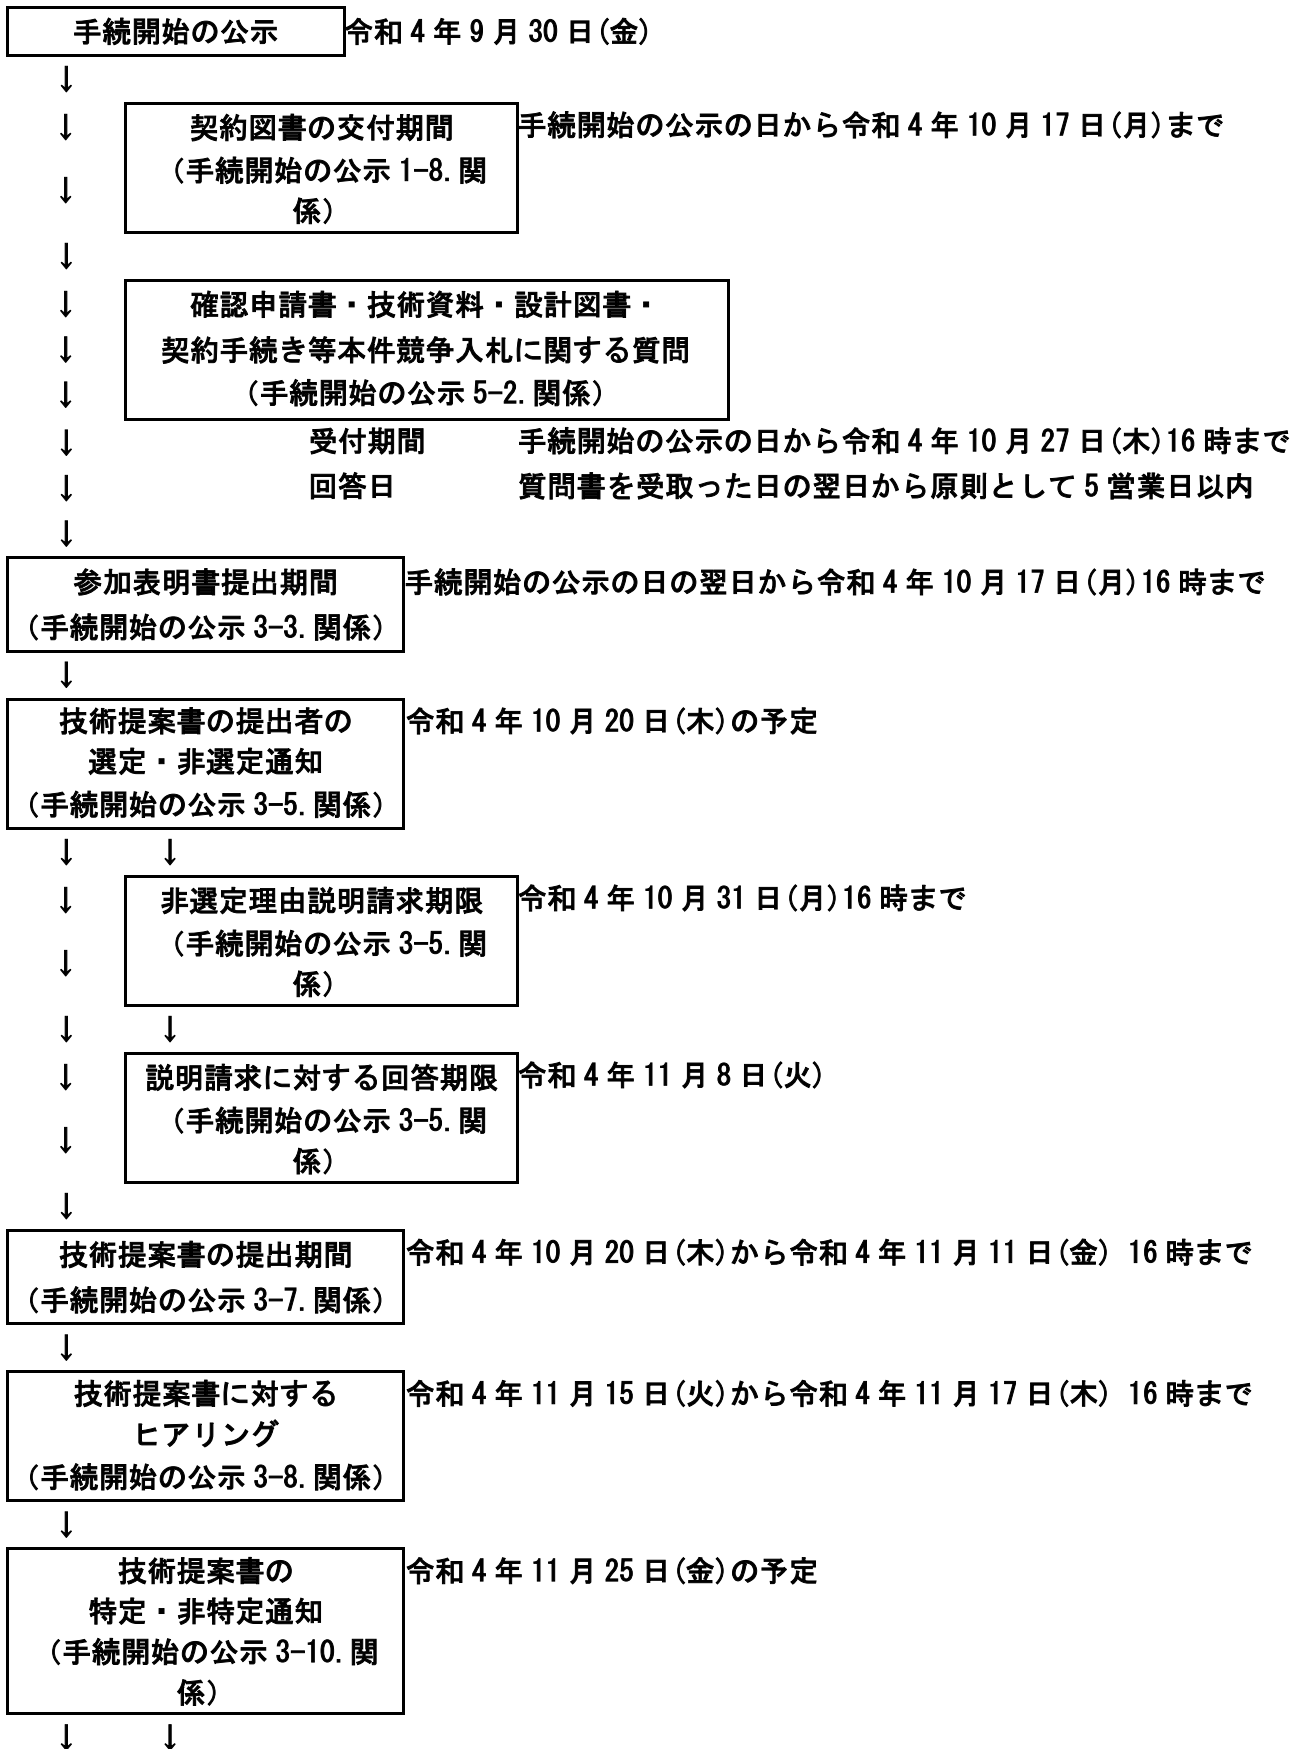 手続開始の公示 令和4年9月30日(金)
↓
↓ 契約図書の交付期間 手続開始の公示の日から令和4年10月17日(月)まで
↓ (手続開始の公示1-8.関
係)
↓
↓ 確認申請書・技術資料・設計図書・
↓ 契約手続き等本件競争入札に関する質問
↓ (手続開始の公示5-2.関係)
↓ 受付期間 手続開始の公示の日から令和4年10月27日(木)16時まで
↓ 回答日 質問書を受取った日の翌日から原則として5営業日以内
↓
参加表明書提出期間 手続開始の公示の日の翌日から令和4年10月17日(月)16時まで
(手続開始の公示3-3.関係)
↓
技術提案書の提出者の 令和4年10月20日(木)の予定
選定・非選定通知
(手続開始の公示3-5.関係)
↓ ↓
↓ 非選定理由説明請求期限 令和4年10月31日(月)16時まで
↓ (手続開始の公示3-5.関
係)
↓ ↓
↓ 説明請求に対する回答期限 令和4年11月8日(火)
↓ (手続開始の公示3-5.関
係)
↓
技術提案書の提出期間 令和4年10月20日(木)から令和4年11月11日(金) 16時まで
(手続開始の公示3-7.関係)
↓
技術提案書に対する 令和4年11月15日(火)から令和4年11月17日(木) 16時まで
ヒアリング
(手続開始の公示3-8.関係)
↓
技術提案書の 令和4年11月25日(金)の予定
特定・非特定通知
(手続開始の公示3-10.関
係)
↓ ↓